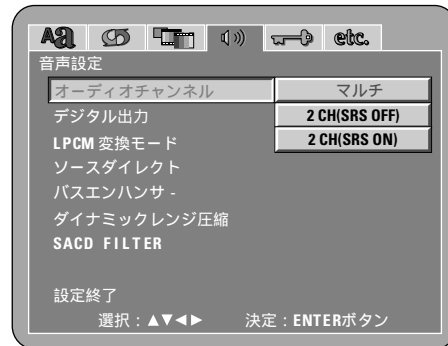 Aa etc.
音声設定
オーディオチャンネル マルチ
デジタル出力 2 CH(SRS OFF)
LPCM 変換モード 2 CH(SRS ON)
ソースダイレクト
バスエンハンサ -
ダイナミックレンジ圧縮
SACD FILTER
設定終了
選択：▲▼◄► 決定：ENTERボタン